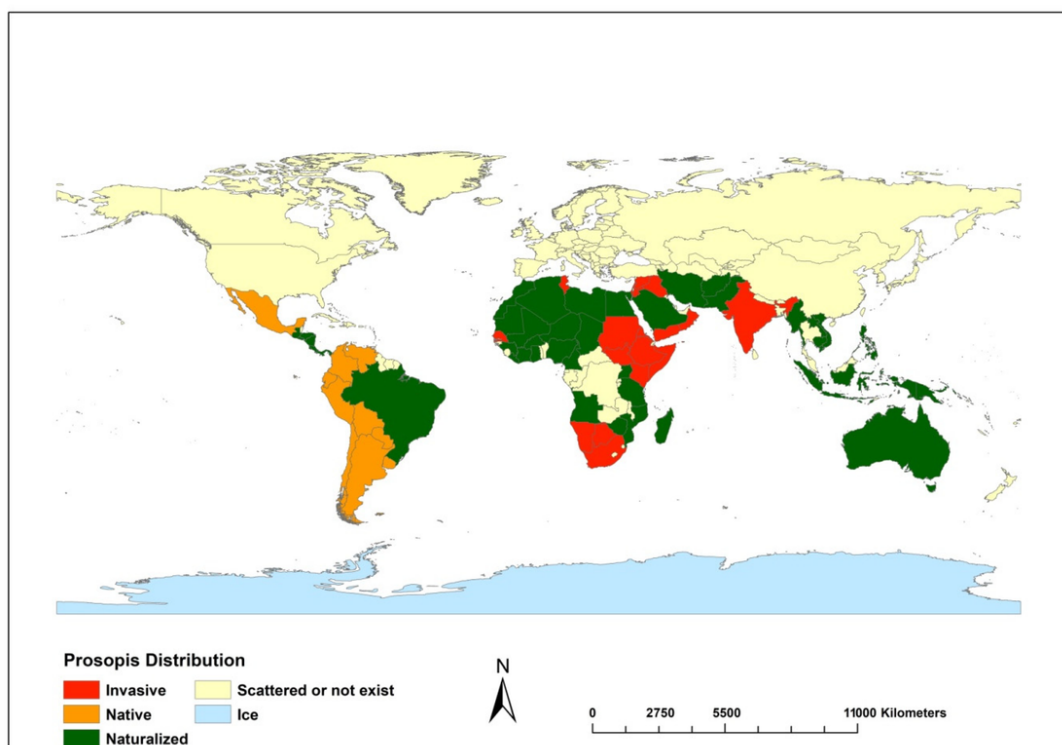 N
Prosopis Distribution
Invasive
Native
Naturalized
Scattered or not exist
Ice
0 2750 5500 11000 Kilometers